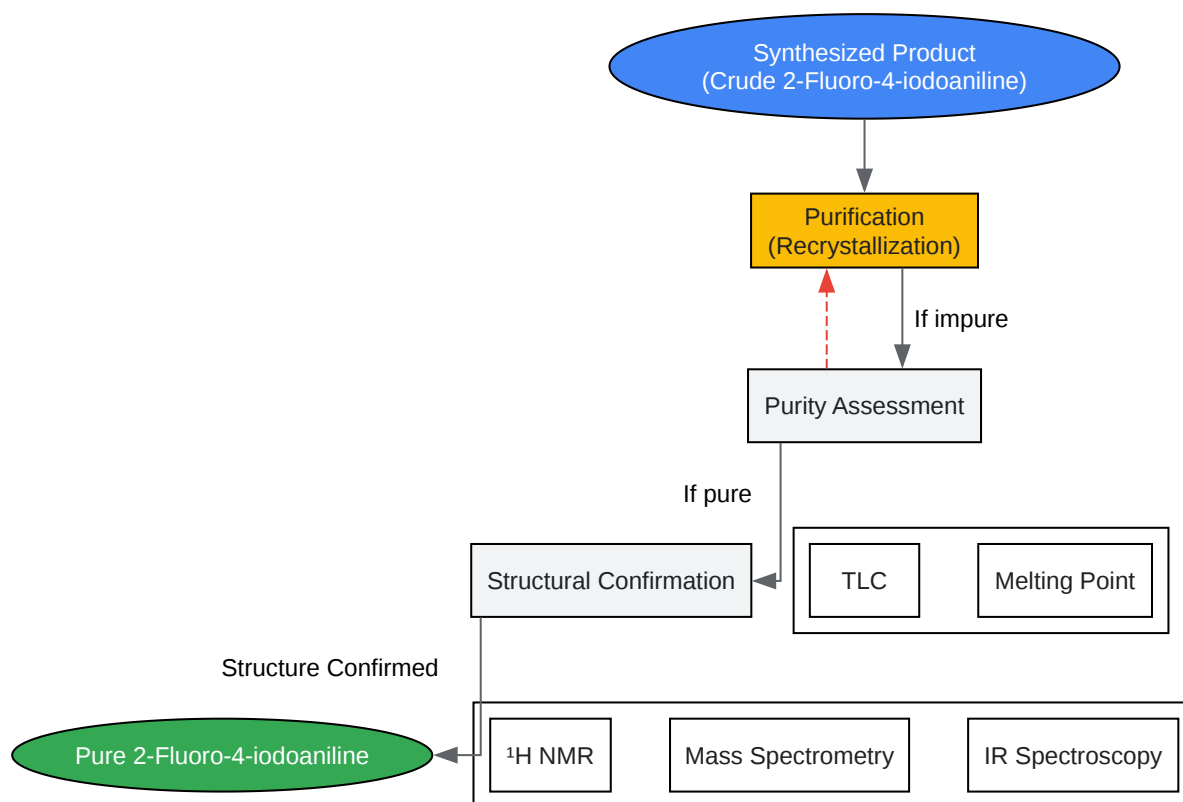 Synthesized Product
(Crude 2-Fluoro-4-iodoaniline)
Purification
(Recrystallization)
If impure
Purity Assessment
If pure
Structural Confirmation
TLC
Melting Point
Structure Confirmed
Pure 2-Fluoro-4-iodoaniline
¹H NMR
Mass Spectrometry
IR Spectroscopy